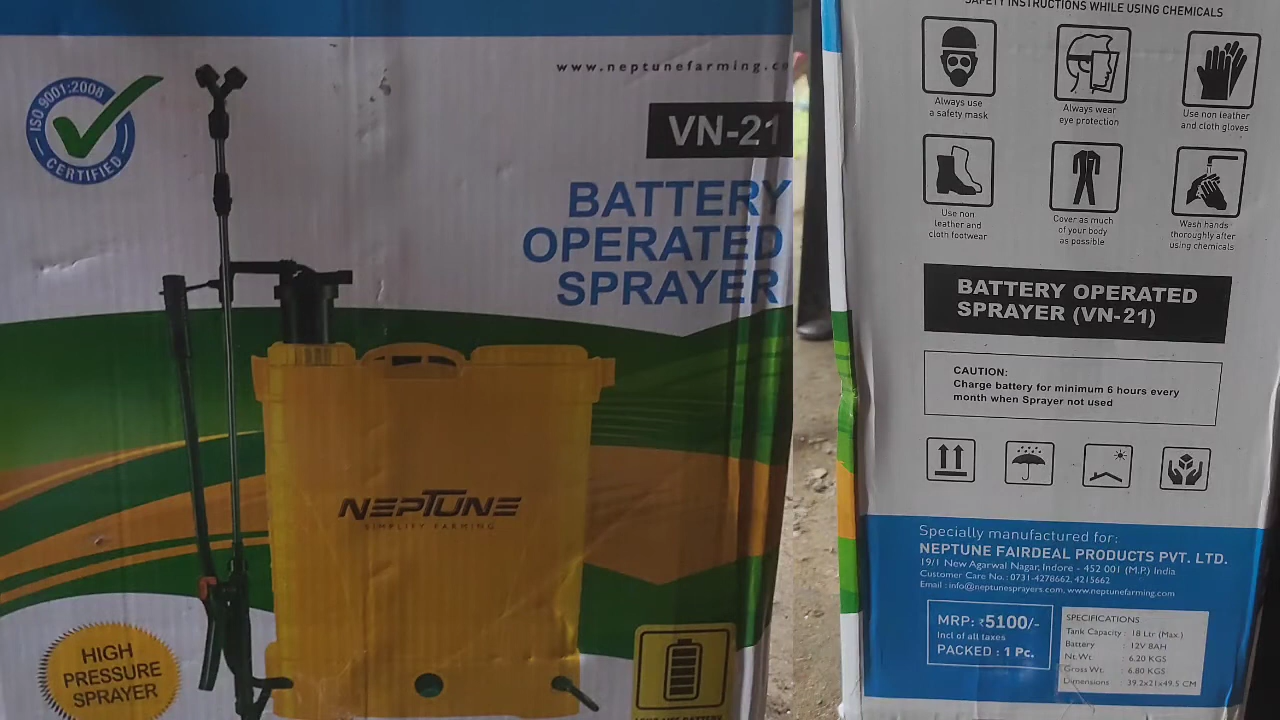 www.neptunefarming.co
ISO 9001:2008
CERTIFIED
VN-21
BATTERY
OPERATED
SPRAYER
NEPTUNE
SIMPLIFY FARMING
HIGH
PRESSURE
SPRAYER
SAFETY INSTRUCTIONS WHILE USING CHEMICALS
Always use
a safety mask
Always wear
eye protection
Use non leather
and cloth gloves
Use non
leather and
cloth footwear
Cover as much
of your body
as possible
Wash hands
thoroughly after
using chemicals
BATTERY OPERATED
SPRAYER (VN-21)
CAUTION:
Charge battery for minimum 6 hours every
month when Sprayer not used
Specially manufactured for:
NEPTUNE FAIRDEAL PRODUCTS PVT. LTD.
19/1 New Agarwal Nagar, Indore - 452 001 (M.P.) India
Customer Care No.: 0731-4278662, 4215662
Email : info@neptunesprayers.com, www.neptunefarming.com
MRP: ₹5100/-
Incl of all taxes
PACKED : 1 Pc.
SPECIFICATIONS
Tank Capacity : 18 Ltr (Max.)
Battery : 12V 8AH
Nt. Wt. : 6.20 KGS
Gross Wt. : 6.80 KGS
Dimensions : 39.2x21x49.5 CM